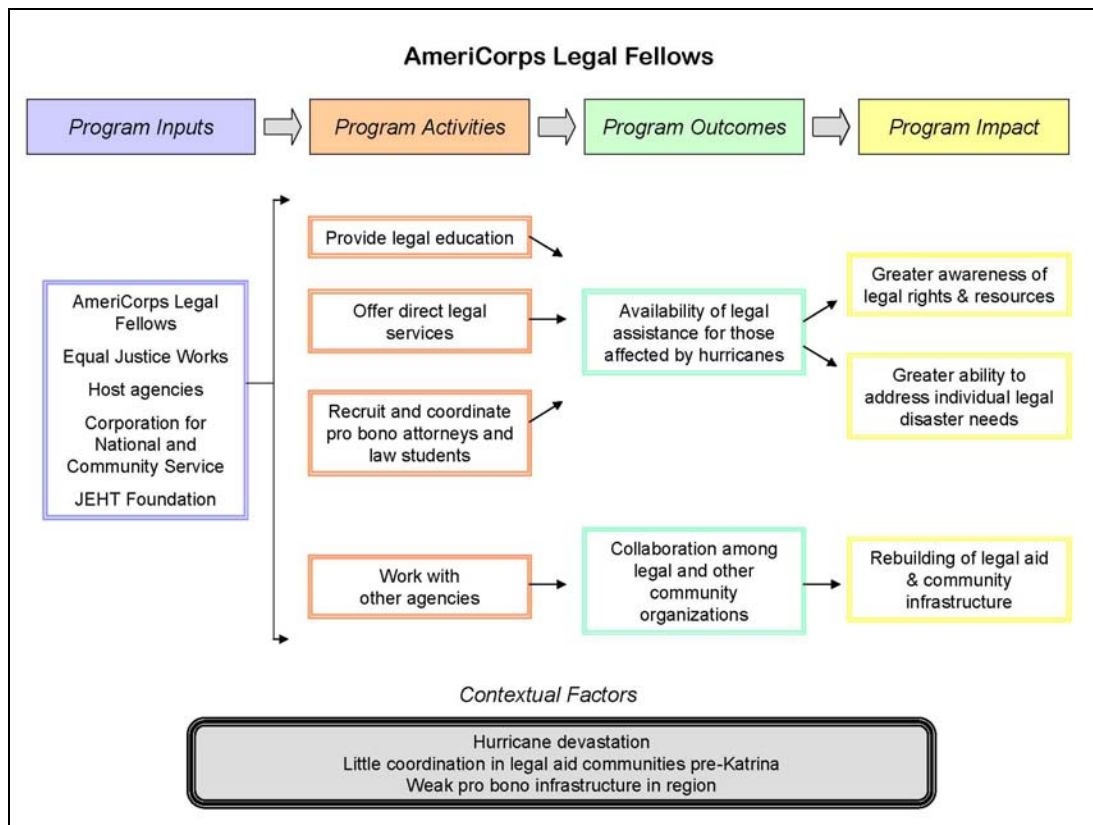 AmeriCorps Legal Fellows
Program Inputs
Program Activities
Program Outcomes
Program Impact
AmeriCorps Legal
Fellows
Equal Justice Works
Host agencies
Corporation for
National and
Community Service
JEHT Foundation
Provide legal education
Offer direct legal
services
Recruit and coordinate
pro bono attorneys and
law students
Work with
other agencies
Availability of legal
assistance for those
affected by hurricanes
Collaboration among
legal and other
community
organizations
Greater awareness of
legal rights & resources
Greater ability to
address individual legal
disaster needs
Rebuilding of legal aid
& community
infrastructure
Contextual Factors
Hurricane devastation
Little coordination in legal aid communities pre-Katrina
Weak pro bono infrastructure in region